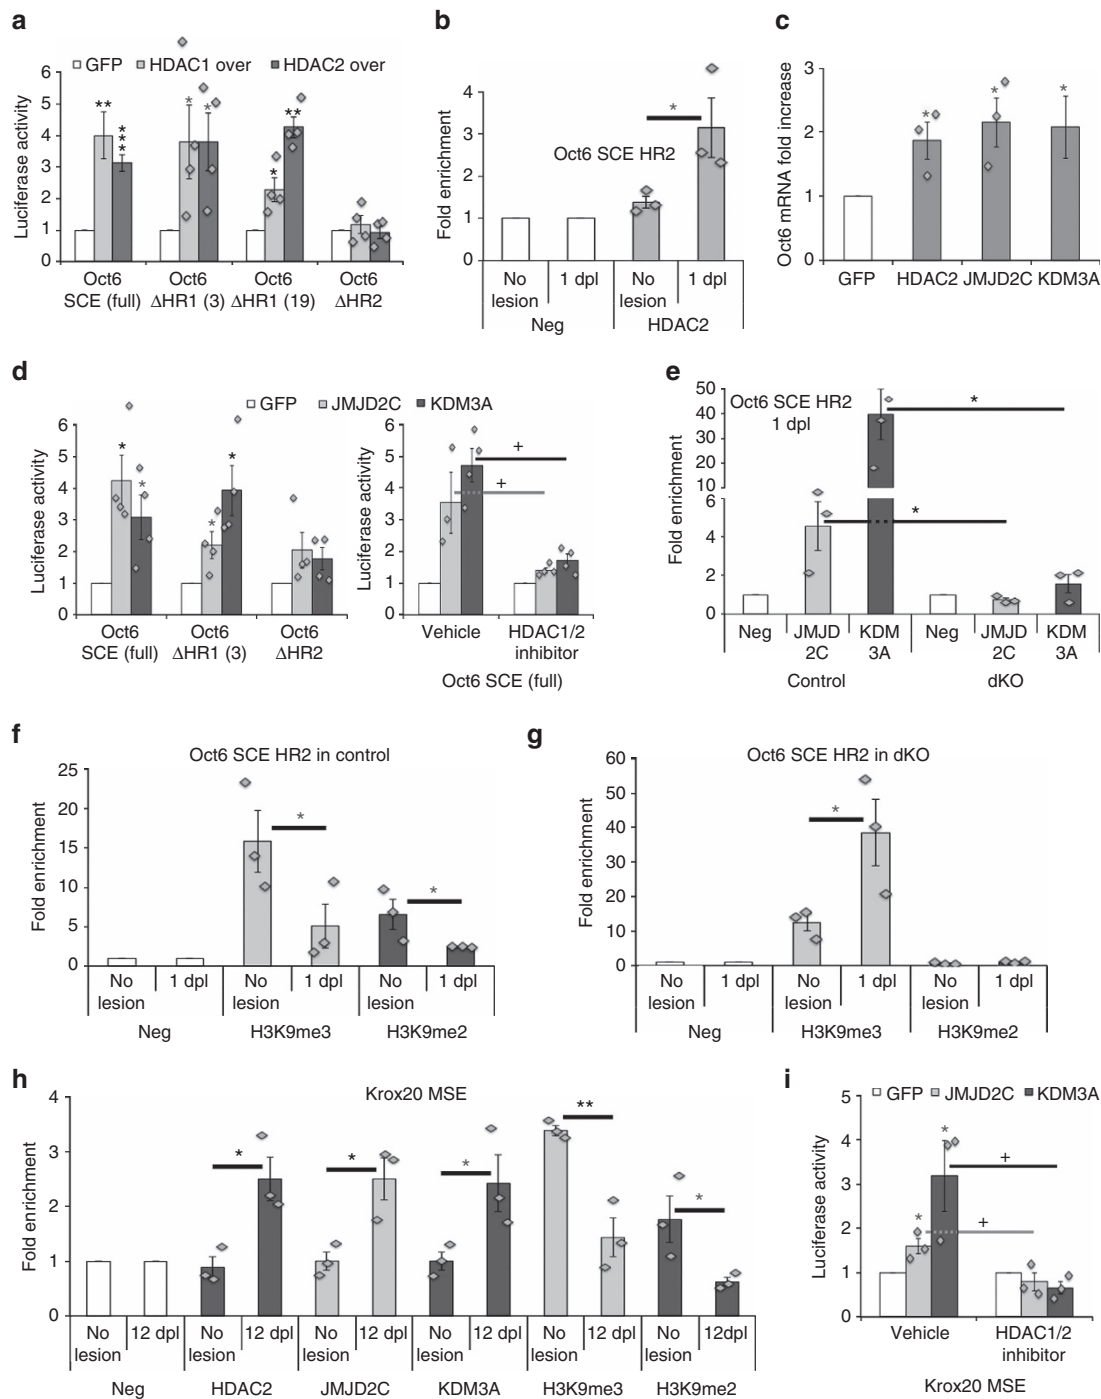 a
GFP HDAC1 over HDAC2 over
Luciferase activity
6
5
4
3
2
1
0
** *** * * * **
Oct6 SCE (full)
Oct6 ΔHR1 (3)
Oct6 ΔHR1 (19)
Oct6 ΔHR2
b
Fold enrichment
4
3
2
1
0
*
Oct6 SCE HR2
No lesion 1 dpl No lesion 1 dpl
Neg HDAC2
c
Oct6 mRNA fold increase
3
2
1
0
* * *
GFP HDAC2 JMJD2C KDM3A
d
GFP JMJD2C KDM3A
Luciferase activity
6
5
4
3
2
1
0
* * * *
Oct6 SCE (full)
Oct6 ΔHR1 (3)
Oct6 ΔHR2
Luciferase activity
6
5
4
3
2
1
0
+
+
Vehicle
HDAC1/2 inhibitor
Oct6 SCE (full)
e
Oct6 SCE HR2
1 dpl
Fold enrichment
50
40
30
20
10
6
4
2
0
*
*
Neg JMJD 2C KDM 3A Neg JMJD 2C KDM 3A
Control dKO
f
Oct6 SCE HR2 in control
Fold enrichment
25
20
15
10
5
0
* *
No lesion 1 dpl No lesion 1 dpl No lesion 1 dpl
Neg H3K9me3 H3K9me2
g
Oct6 SCE HR2 in dKO
Fold enrichment
60
50
40
30
20
10
0
*
No lesion 1 dpl No lesion 1 dpl No lesion 1 dpl
Neg H3K9me3 H3K9me2
h
Krox20 MSE
Fold enrichment
4
3
2
1
0
* * * ** *
No lesion 12 dpl No lesion 12 dpl No lesion 12 dpl No lesion 12 dpl No lesion 12 dpl No lesion 12dpl
Neg HDAC2 JMJD2C KDM3A H3K9me3 H3K9me2
i
GFP JMJD2C KDM3A
Luciferase activity
5
4
3
2
1
0
* *
+
+
Vehicle
HDAC1/2 inhibitor
Krox20 MSE